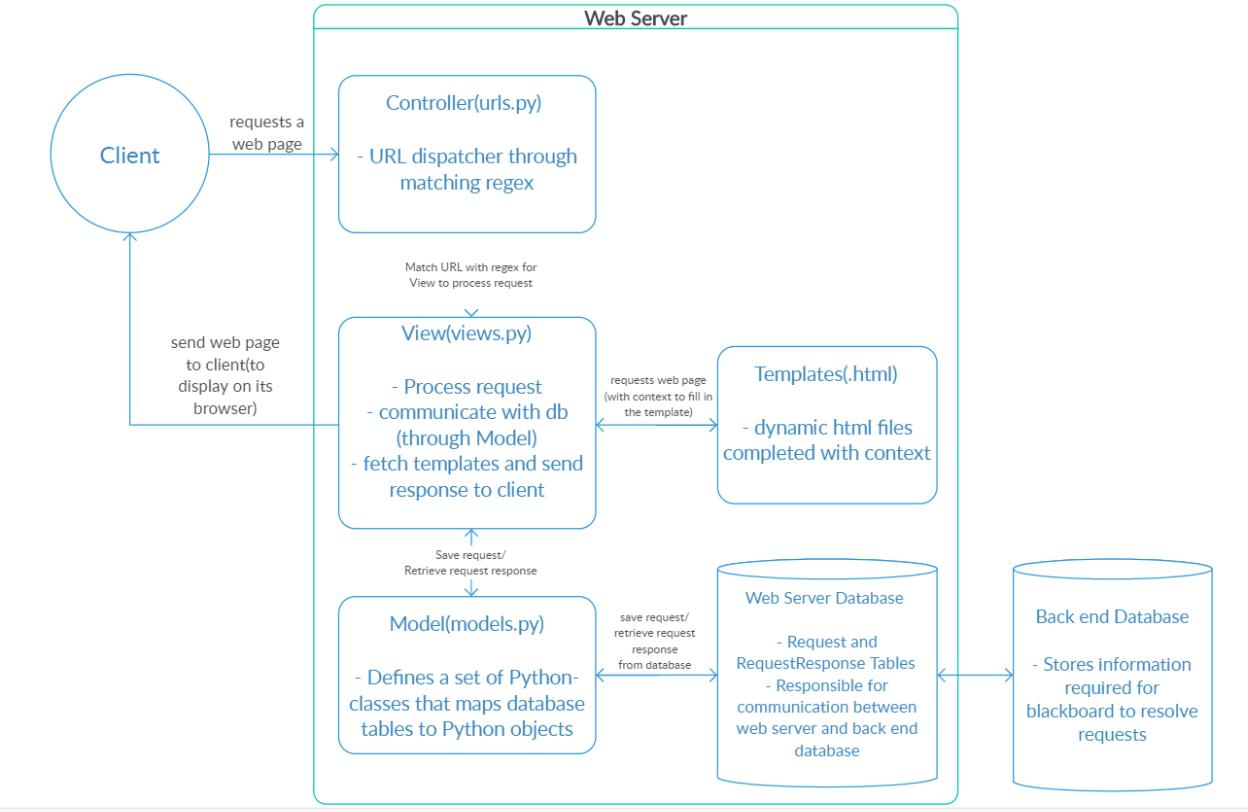 Web Server
Client
requests a
web page
Controller(urls.py)
- URL dispatcher through
matching regex
Match URL with regex for
View to process request
send web page
to client(to
display on its
browser)
View(views.py)
- Process request
- communicate with db
(through Model)
- fetch templates and send
response to client
requests web page
(with context to fill in
the template)
Templates(.html)
- dynamic html files
completed with context
Save request/
Retrieve request response
Model(models.py)
- Defines a set of Python-
classes that maps database
tables to Python objects
save request/
retrieve request
response
from database
Web Server Database
- Request and
RequestResponse Tables
- Responsible for
communication between
web server and back end
database
Back end Database
- Stores information
required for
blackboard to resolve
requests